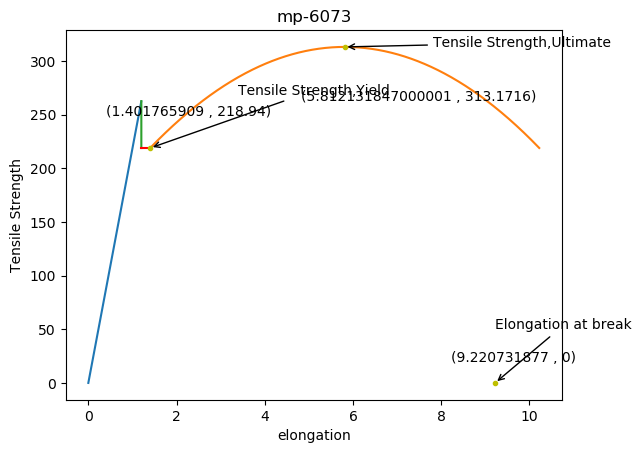 mp-6073
Tensile Strength,Ultimate
Tensile Strength,Yield
(5.812131847000001 , 313.1716)
(1.401765909 , 218.94)
Elongation at break
(9.220731877 , 0)
Tensile Strength
300
250
200
150
100
50
0
0 2 4 6 8 10
elongation